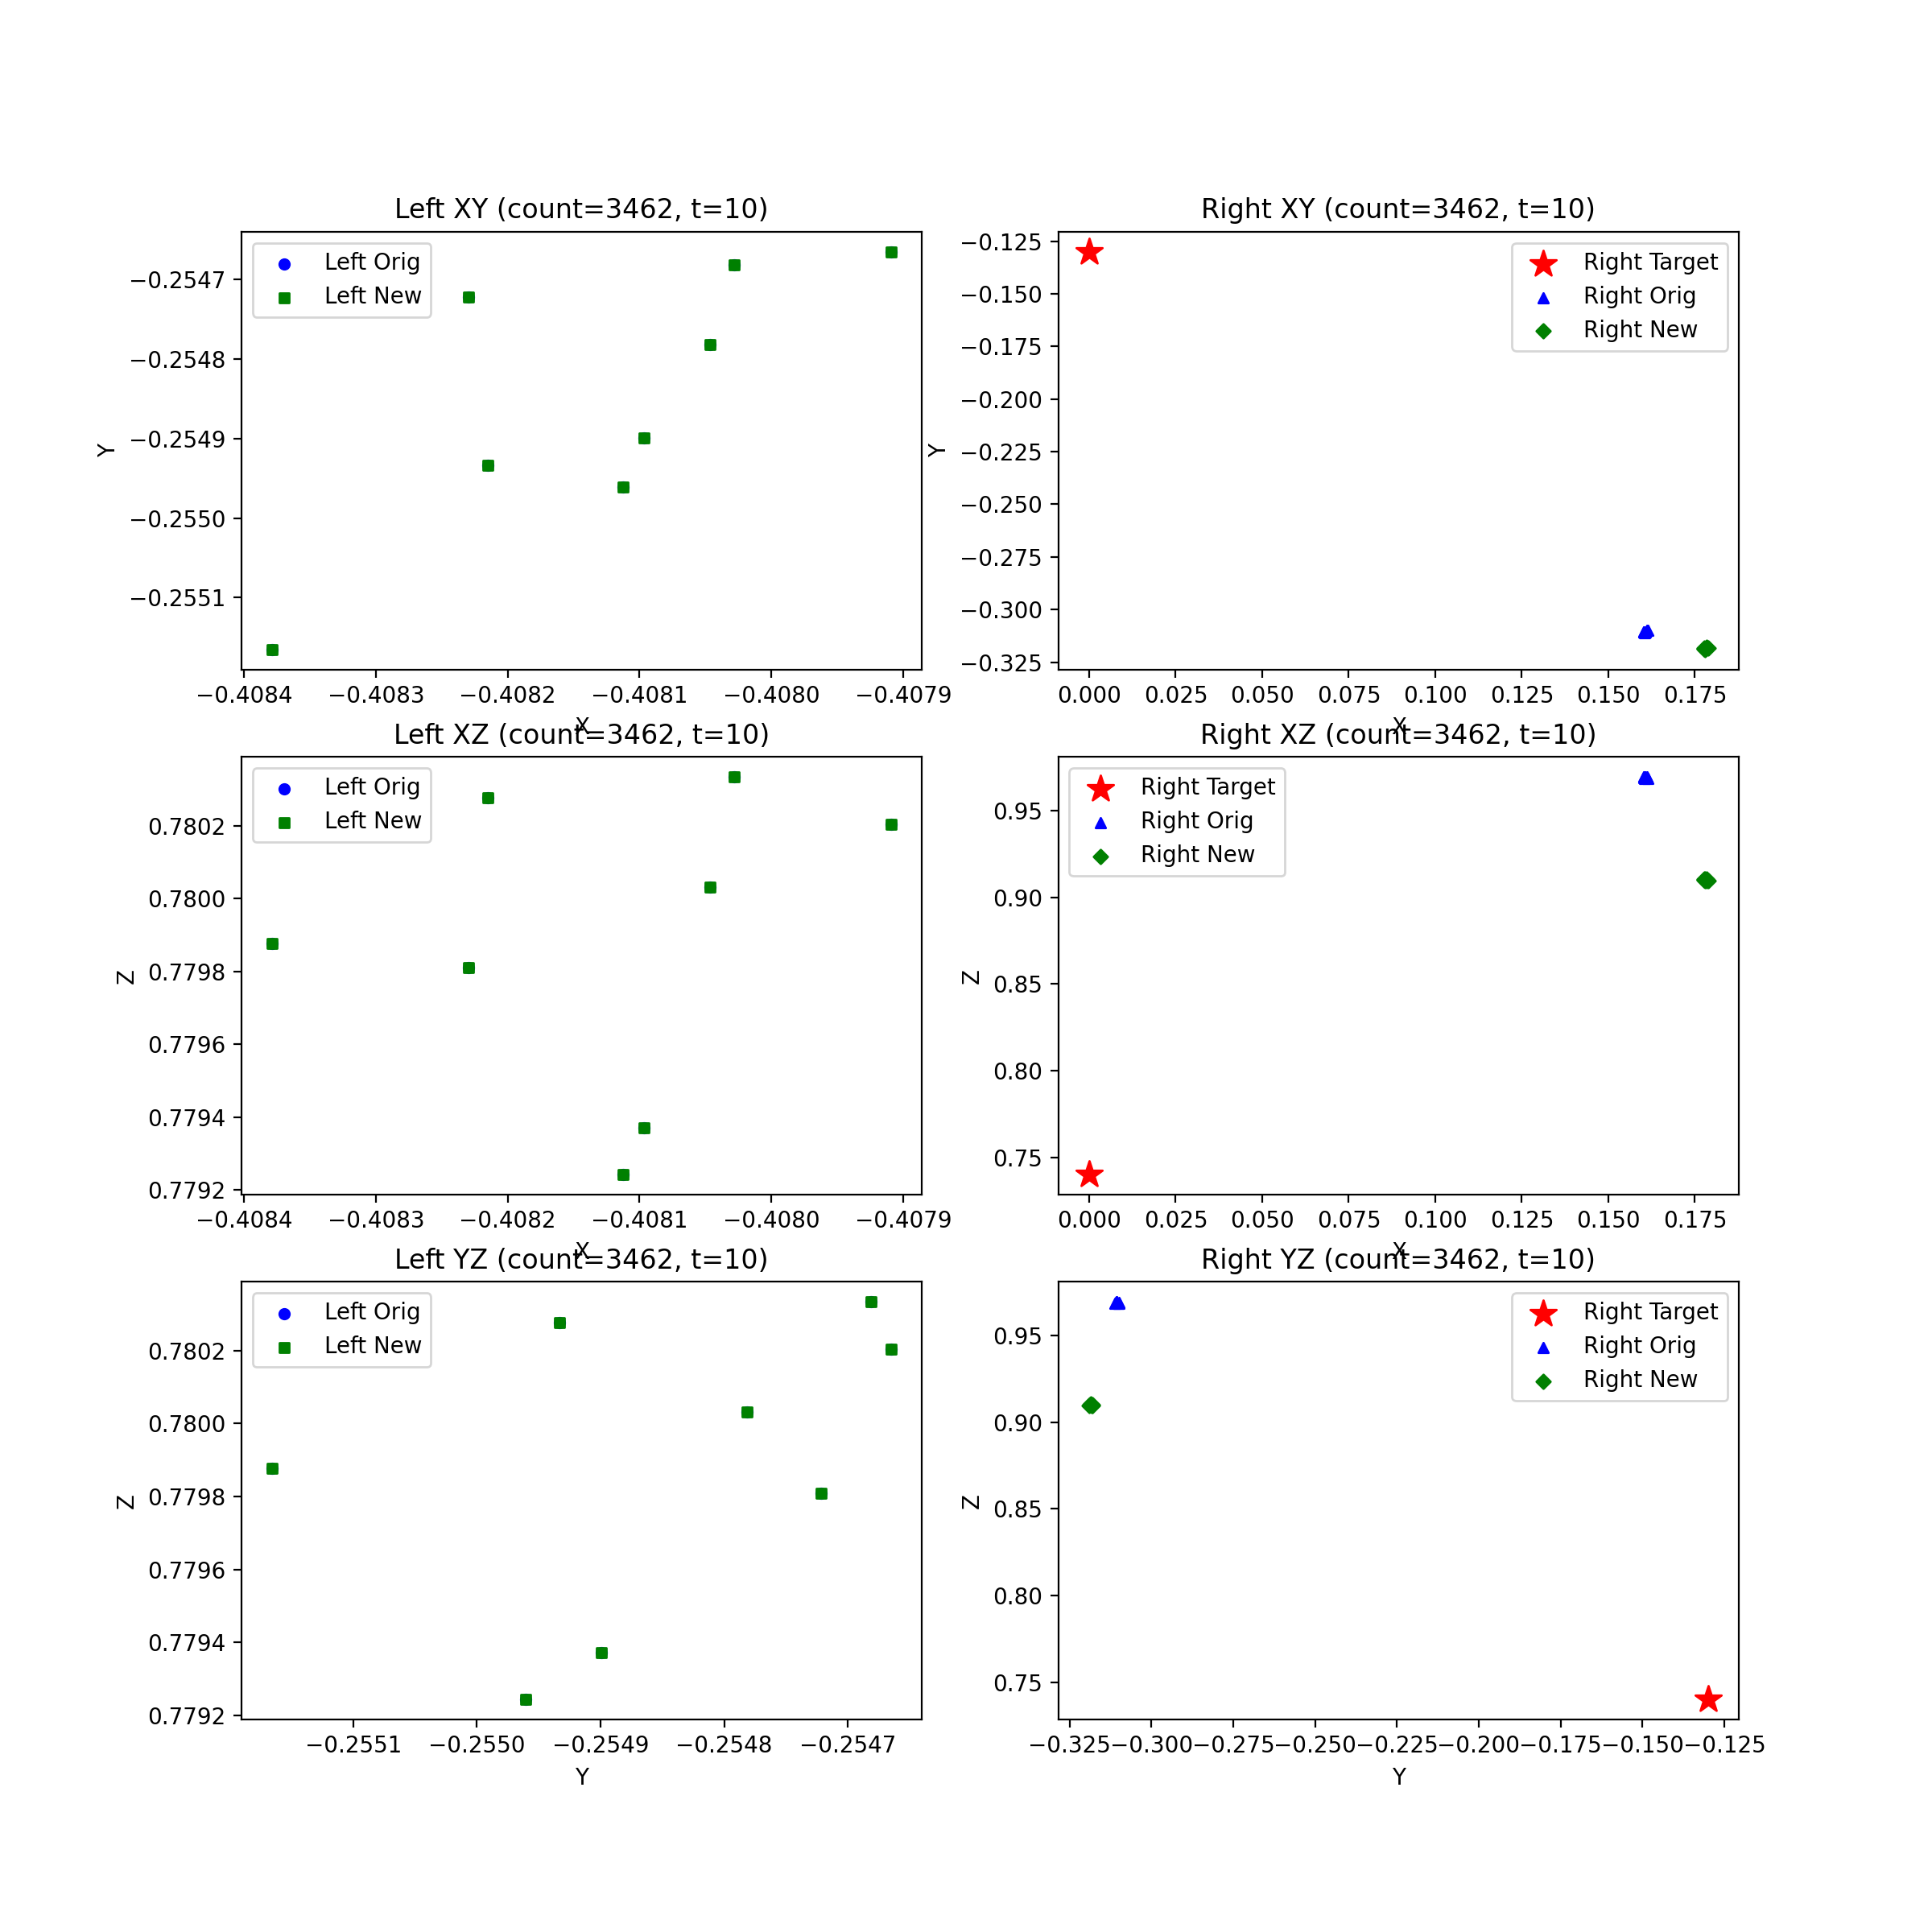 Left XY (count=3462, t=10)
Left Orig
Left New
−0.2547
−0.2548
−0.2549
−0.2550
−0.2551
Y
−0.4084 −0.4083 −0.4082 −0.4081 −0.4080 −0.4079
X
Right XY (count=3462, t=10)
Right Target
Right Orig
Right New
−0.125
−0.150
−0.175
−0.200
−0.225
−0.250
−0.275
−0.300
−0.325
Y
0.000 0.025 0.050 0.075 0.100 0.125 0.150 0.175
X
Left XZ (count=3462, t=10)
Left Orig
Left New
0.7802
0.7800
0.7798
0.7796
0.7794
0.7792
Z
−0.4084 −0.4083 −0.4082 −0.4081 −0.4080 −0.4079
X
Right XZ (count=3462, t=10)
Right Target
Right Orig
Right New
0.95
0.90
0.85
0.80
0.75
Z
0.000 0.025 0.050 0.075 0.100 0.125 0.150 0.175
X
Left YZ (count=3462, t=10)
Left Orig
Left New
0.7802
0.7800
0.7798
0.7796
0.7794
0.7792
Z
−0.2551 −0.2550 −0.2549 −0.2548 −0.2547
Y
Right YZ (count=3462, t=10)
Right Target
Right Orig
Right New
0.95
0.90
0.85
0.80
0.75
Z
−0.325 −0.300 −0.275 −0.250 −0.225 −0.200 −0.175 −0.150 −0.125
Y